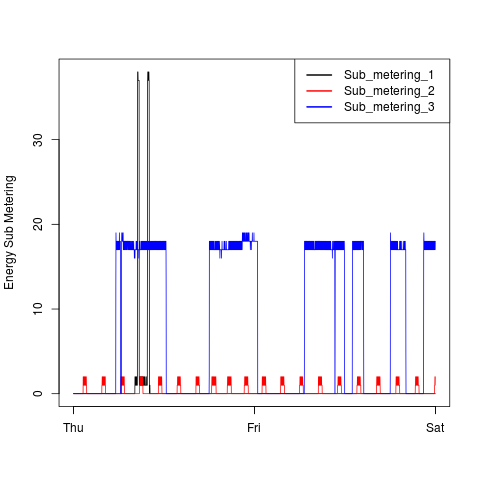 Sub_metering_1
Sub_metering_2
Sub_metering_3
Energy Sub Metering
30
20
10
0
Thu Fri Sat